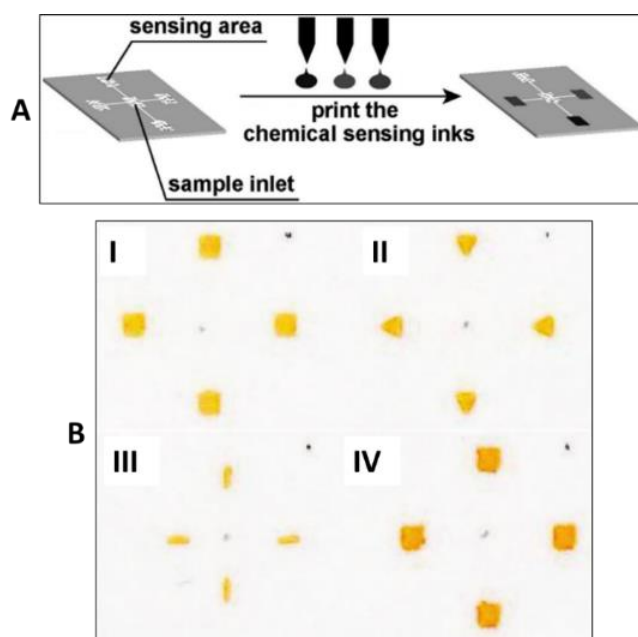 sensing area
A
print the
chemical sensing inks
sample inlet
I
II
B
III
IV